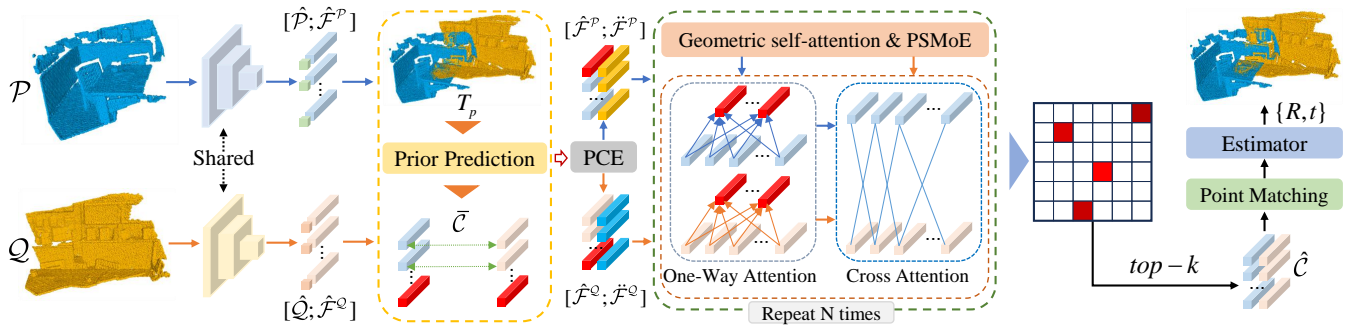 [P̂; F̂^P]
[F̂^P; F̈^P]
Geometric self-attention & PSMoE
P
T_p
{R, t}
Shared
Prior Prediction
PCE
Estimator
Point Matching
Q
C̄
...
One-Way Attention
Cross Attention
top − k
Ĉ
[Q̂; F̂^Q]
[F̂^Q; F̈^Q]
Repeat N times